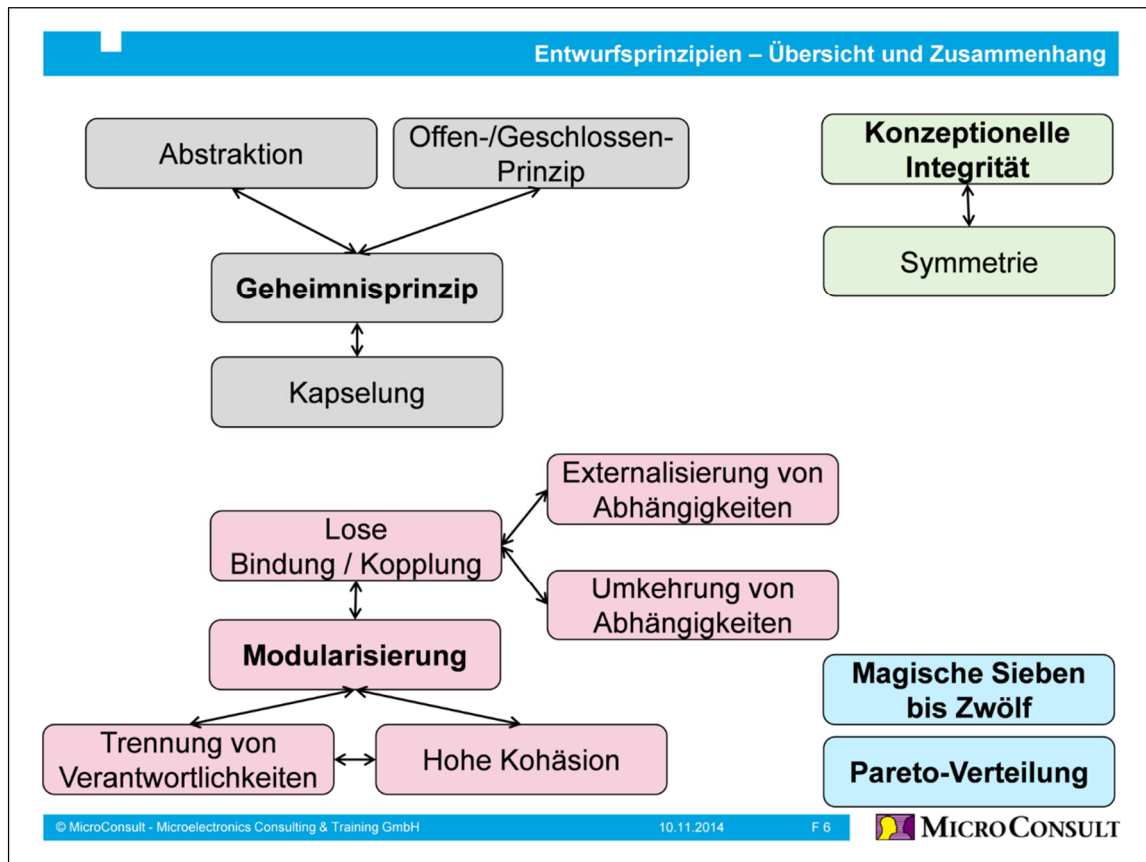 Entwurfsprinzipien – Übersicht und Zusammenhang
Abstraktion
Offen-/Geschlossen-
Prinzip
Konzeptionelle
Integrität
Geheimnisprinzip
Symmetrie
Kapselung
Externalisierung von
Abhängigkeiten
Lose
Bindung / Kopplung
Umkehrung von
Abhängigkeiten
Modularisierung
Magische Sieben
bis Zwölf
Trennung von
Verantwortlichkeiten
Hohe Kohäsion
Pareto-Verteilung
© MicroConsult - Microelectronics Consulting & Training GmbH
10.11.2014
F 6
MICROCONSULT